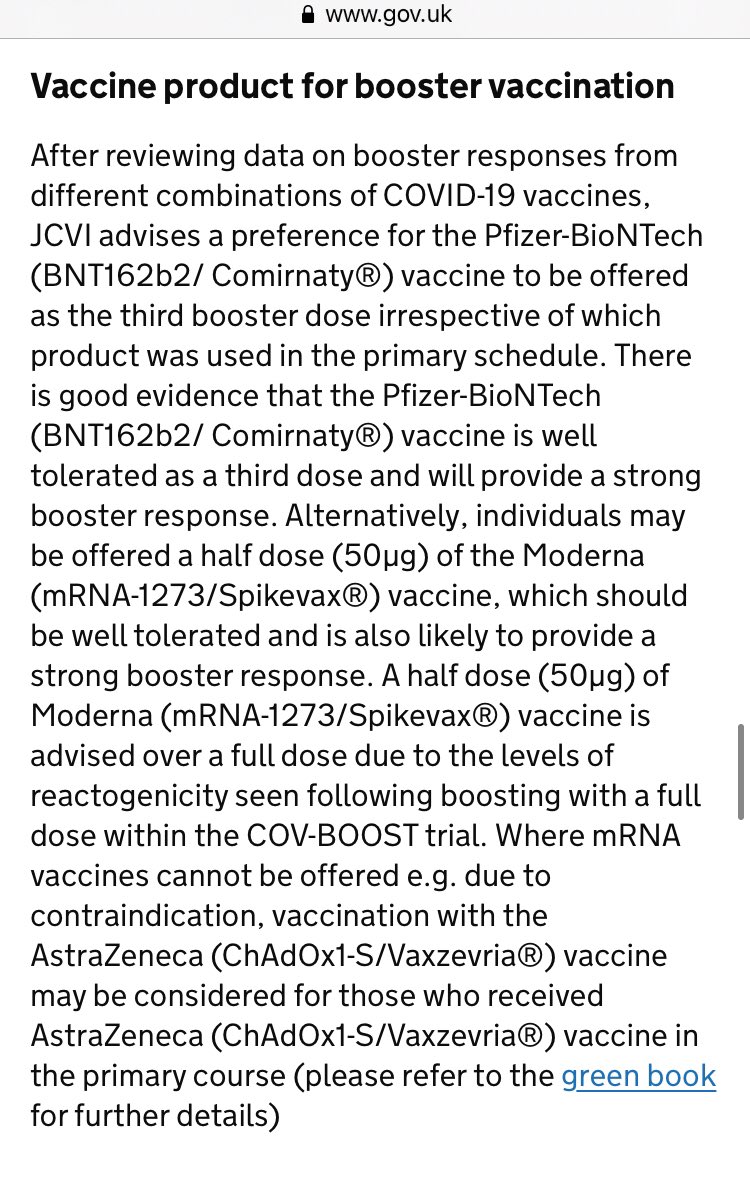 www.gov.uk
Vaccine product for booster vaccination
After reviewing data on booster responses from
different combinations of COVID-19 vaccines,
JCVI advises a preference for the Pfizer-BioNTech
(BNT162b2/ Comirnaty®) vaccine to be offered
as the third booster dose irrespective of which
product was used in the primary schedule. There
is good evidence that the Pfizer-BioNTech
(BNT162b2/ Comirnaty®) vaccine is well
tolerated as a third dose and will provide a strong
booster response. Alternatively, individuals may
be offered a half dose (50µg) of the Moderna
(mRNA-1273/Spikevax®) vaccine, which should
be well tolerated and is also likely to provide a
strong booster response. A half dose (50µg) of
Moderna (mRNA-1273/Spikevax®) vaccine is
advised over a full dose due to the levels of
reactogenicity seen following boosting with a full
dose within the COV-BOOST trial. Where mRNA
vaccines cannot be offered e.g. due to
contraindication, vaccination with the
AstraZeneca (ChAdOx1-S/Vaxzevria®) vaccine
may be considered for those who received
AstraZeneca (ChAdOx1-S/Vaxzevria®) vaccine in
the primary course (please refer to the green book
for further details)